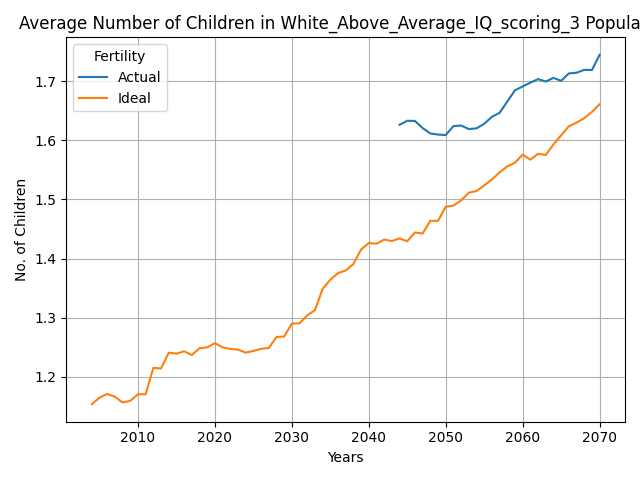 Average Number of Children in White_Above_Average_IQ_scoring_3 Popula
Fertility
Actual
Ideal
No. of Children
1.7
1.6
1.5
1.4
1.3
1.2
2010 2020 2030 2040 2050 2060 2070
Years